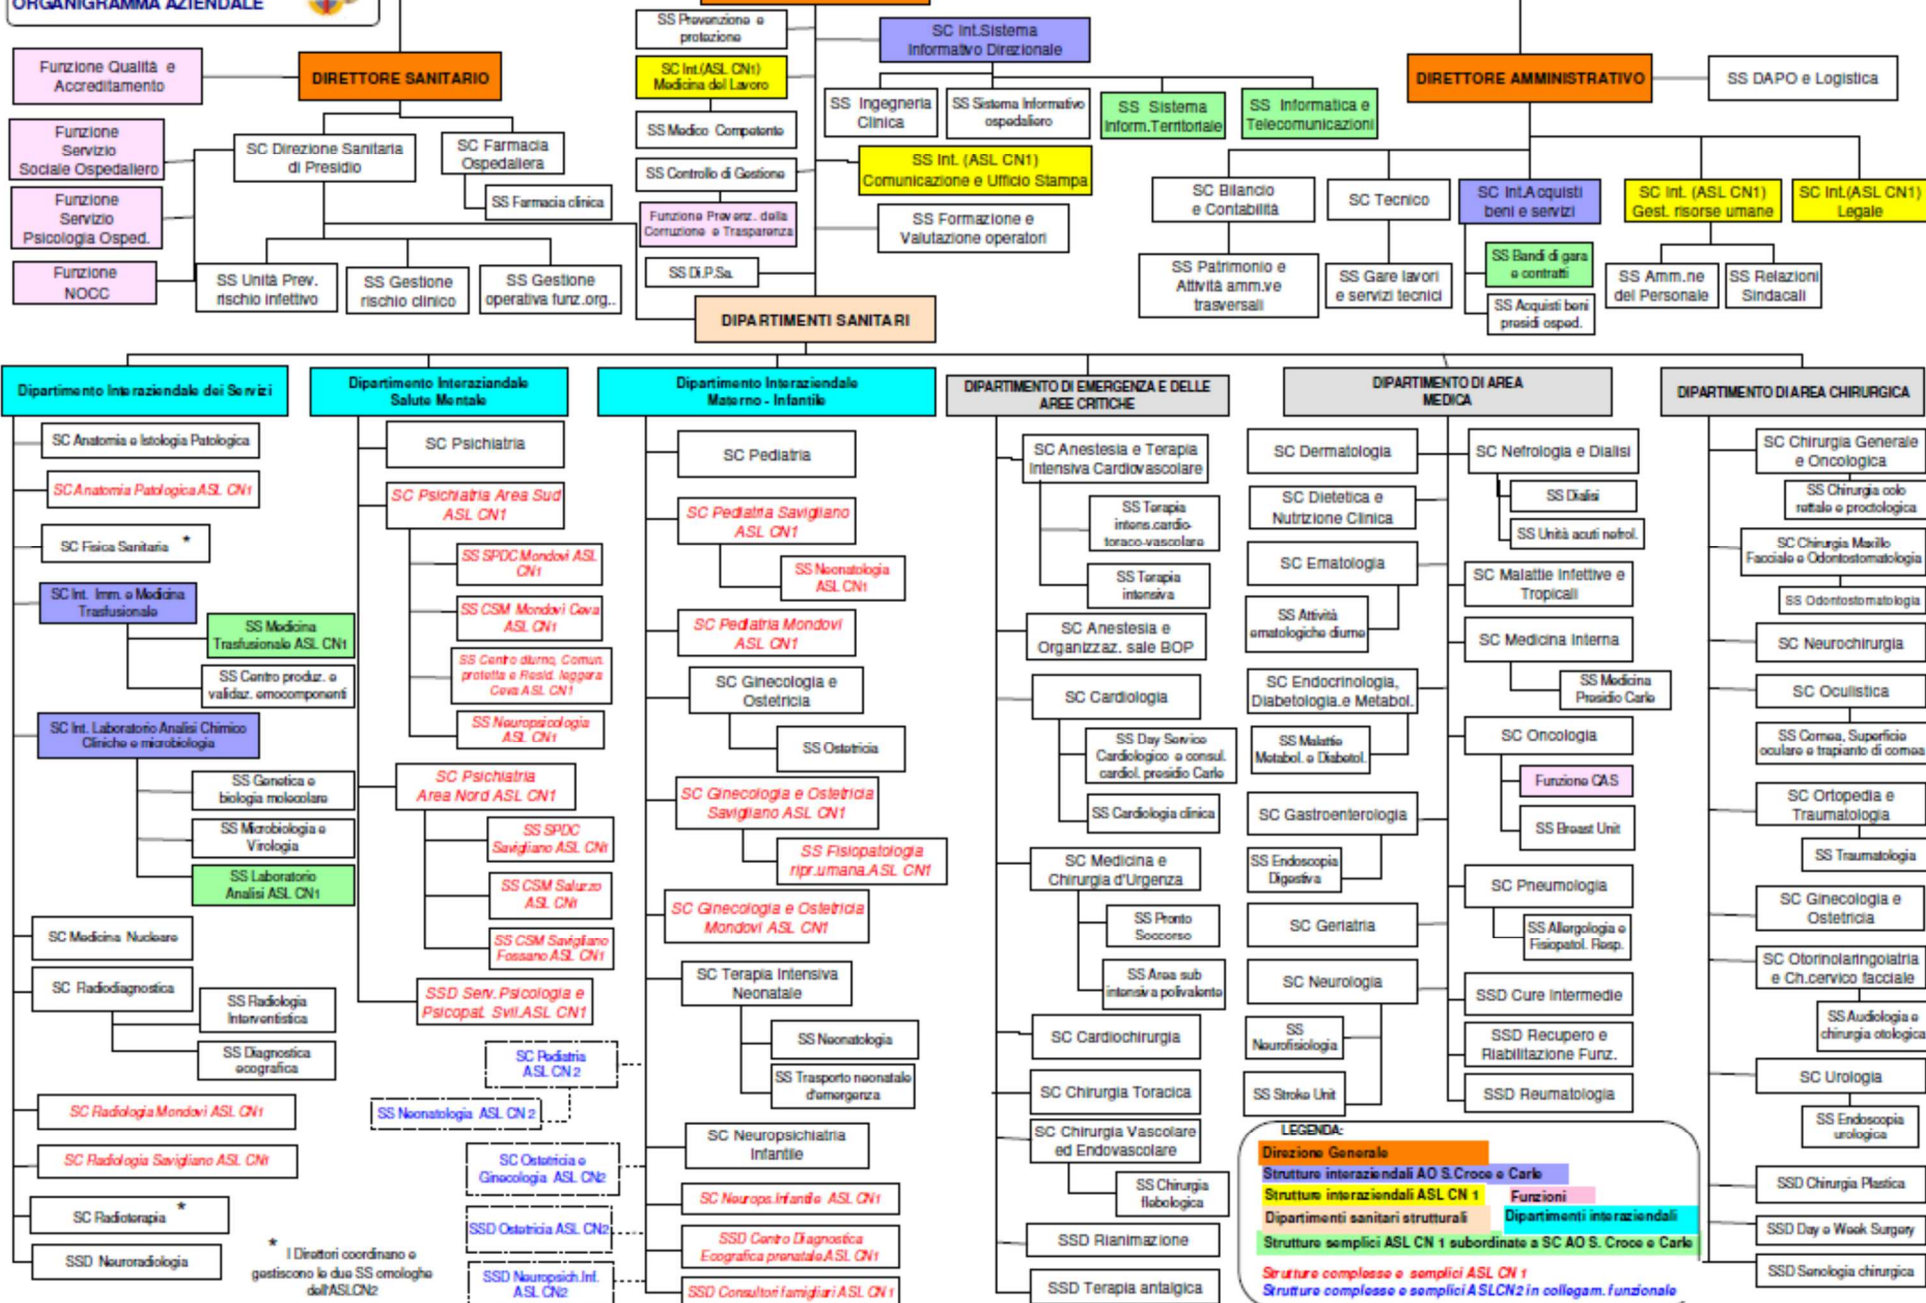 ORGANIGRAMMA AZIENDALE
Funzione Qualità e
Accreditamento
DIRETTORE SANITARIO
Funzione
Servizio
Sociale Ospedaliero
Funzione
Servizio
Psicologia Osped.
Funzione
NOCC
SC Direzione Sanitaria
di Presidio
SC Farmacia
Ospedaliera
SS Farmacia clinica
SS Unità Prev.
rischio infettivo
SS Gestione
rischio clinico
SS Gestione
operativa funz.org..
SS Prevenzione e
protezione
SC Int.(ASL CN1)
Medicina del Lavoro
SS Medico Competente
SS Controllo di Gestione
Funzione Prevenz. della
Corruzione e Trasparenza
SS Di.P.Sa.
SC Int.Sistema
Informativo Direzionale
SS Ingegneria
Clinica
SS Sistema Informativo
ospedaliero
SS Sistema
Inform.Territoriale
SS Informatica e
Telecomunicazioni
SS Int. (ASL CN1)
Comunicazione e Ufficio Stampa
SS Formazione e
Valutazione operatori
DIRETTORE AMMINISTRATIVO
SS DAPO e Logistica
SC Bilancio
e Contabilità
SC Tecnico
SC Int.Acquisti
beni e servizi
SC Int. (ASL CN1)
Gest. risorse umane
SC Int.(ASL CN1)
Legale
SS Patrimonio e
Attività amm.ve
trasversali
SS Gare lavori
e servizi tecnici
SS Bandi di gara
e contratti
SS Acquisti beni
presidi osped.
SS Amm.ne
del Personale
SS Relazioni
Sindacali
DIPARTIMENTI SANITARI
Dipartimento Interaziendale dei Servizi
SC Anatomia e Istologia Patologica
SC Anatomia Patologica ASL CN1
SC Fisica Sanitaria *
SC Int. Imm. e Medicina
Trasfusionale
SS Medicina
Trasfusionale ASL CN1
SS Centro produz. e
validaz. emocomponenti
SC Int. Laboratorio Analisi Chimico
Cliniche e microbiologia
SS Genetica e
biologia molecolare
SS Microbiologia e
Virologia
SS Laboratorio
Analisi ASL CN1
SC Medicina Nucleare
SC Radiodiagnostica
SS Radiologia
Interventistica
SS Diagnostica
ecografica
SC Radiologia Mondovì ASL CN1
SC Radiologia Savigliano ASL CN1
SC Radioterapia *
SSD Neuroradiologia
* I Direttori coordinano e
gestiscono le due SS omologhe
dell'ASLCN2
Dipartimento Interaziandale
Salute Mentale
SC Psichiatria
SC Psichiatria Area Sud
ASL CN1
SS SPDC Mondovì ASL
CN1
SS CSM Mondovì Ceva
ASL CN1
SS Centro diurno, Comun.
protetta e Resid. leggera
Ceva ASL CN1
SS Neuropsicologia
ASL CN1
SC Psichiatria
Area Nord ASL CN1
SS SPDC
Savigliano ASL CN1
SS CSM Saluzzo
ASL CN1
SS CSM Savigliano
Fossano ASL CN1
SSD Serv.Psicologia e
Psicopat. Svil.ASL CN1
SC Pediatria
ASL CN 2
SS Neonatologia ASL CN 2
SC Ostetricia e
Ginecologia ASL CN2
SSD Ostetricia ASL CN2
SSD Neuropsich.Inf.
ASL CN2
Dipartimento Interaziendale
Materno - Infantile
SC Pediatria
SC Pediatria Savigliano
ASL CN1
SS Neonatologia
ASL CN1
SC Pediatria Mondovì
ASL CN1
SC Ginecologia e
Ostetricia
SS Ostetricia
SC Ginecologia e Ostetricia
Savigliano ASL CN1
SS Fisiopatologia
ripr.umana.ASL CN1
SC Ginecologia e Ostetricia
Mondovì ASL CN1
SC Terapia Intensiva
Neonatale
SS Neonatologia
SS Trasporto neonatale
d'emergenza
SC Neuropsichiatria
Infantile
SC Neurops.Infantile ASL CN1
SSD Centro Diagnostica
Ecografica prenatale.ASL CN1
SSD Consultori famigliari ASL CN1
DIPARTIMENTO DI EMERGENZA E DELLE
AREE CRITICHE
SC Anestesia e Terapia
Intensiva Cardiovascolare
SS Terapia
intens.cardio-
toraco-vascolare
SS Terapia
intensiva
SC Anestesia e
Organizzaz. sale BOP
SC Cardiologia
SS Day Service
Cardiologico e consul.
cardiol. presidio Carle
SS Cardiologia clinica
SC Medicina e
Chirurgia d'Urgenza
SS Pronto
Soccorso
SS Area sub
intensiva polivalente
SC Cardiochirurgia
SC Chirurgia Toracica
SC Chirurgia Vascolare
ed Endovascolare
SS Chirurgia
flebologica
SSD Rianimazione
SSD Terapia antalgica
DIPARTIMENTO DI AREA
MEDICA
SC Dermatologia
SC Dietetica e
Nutrizione Clinica
SC Ematologia
SS Attività
ematologiche diurne
SC Endocrinologia,
Diabetologia.e Metabol.
SS Malattie
Metabol. e Diabetol.
SC Gastroenterologia
SS Endoscopia
Digestiva
SC Geriatria
SC Neurologia
SS
Neurofisiologia
SS Stroke Unit
SC Nefrologia e Dialisi
SS Dialisi
SS Unità acuti nefrol.
SC Malattie Infettive e
Tropicali
SC Medicina Interna
SS Medicina
Presidio Carle
SC Oncologia
Funzione CAS
SS Breast Unit
SC Pneumologia
SS Allergologia e
Fisiopatol. Resp.
SSD Cure Intermedie
SSD Recupero e
Riabilitazione Funz.
SSD Reumatologia
DIPARTIMENTO DI AREA CHIRURGICA
SC Chirurgia Generale
e Oncologica
SS Chirurgia colo
rettale e proctologica
SC Chirurgia Maxillo
Facciale e Odontostomatologia
SS Odontostomatologia
SC Neurochirurgia
SC Oculistica
SS Cornea, Superficie
oculare e trapianto di cornea
SC Ortopedia e
Traumatologia
SS Traumatologia
SC Ginecologia e
Ostetricia
SC Otorinolaringoiatria
e Ch.cervico facciale
SS Audiologia e
chirurgia otologica
SC Urologia
SS Endoscopia
urologica
SSD Chirurgia Plastica
SSD Day e Week Surgery
SSD Senologia chirurgica
LEGENDA:
Direzione Generale
Strutture interaziendali AO S.Croce e Carle
Strutture interaziendali ASL CN 1
Funzioni
Dipartimenti sanitari strutturali
Dipartimenti interaziendali
Strutture semplici ASL CN 1 subordinate a SC AO S. Croce e Carle
Strutture complesse e semplici ASL CN 1
Strutture complesse e semplici ASLCN2 in collegam. funzionale